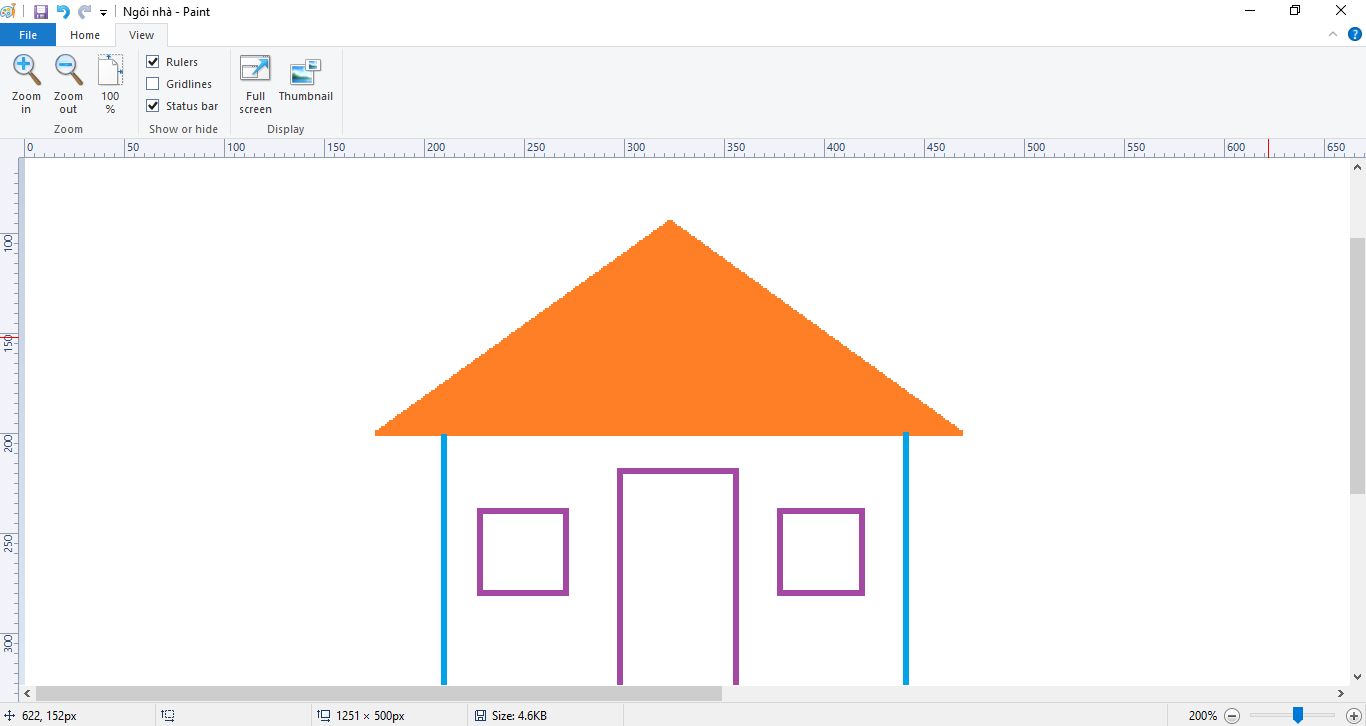 Ngôi nhà - Paint
File Home View
Zoom in
Zoom out
100 %
Rulers
Gridlines
Status bar
Full screen
Thumbnail
Zoom
Show or hide
Display
0 50 100 150 200 250 300 350 400 450 500 550 600 650
100
150
200
250
300
622, 152px
1251 × 500px
Size: 4.6KB
200%